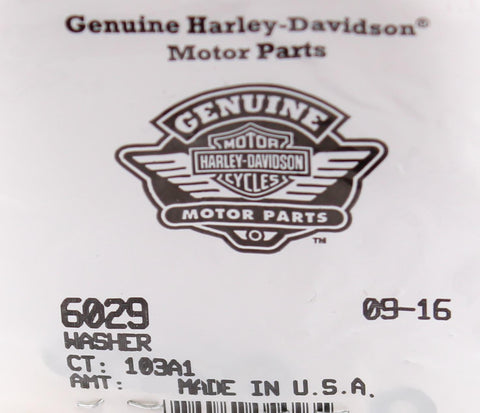 Genuine Harley-Davidson®
Motor Parts
GENUINE
MOTOR
HARLEY-DAVIDSON
CYCLES
MOTOR PARTS
TM
6029 09-16
WASHER
CT: 103A1
AMT: MADE IN U.S.A.